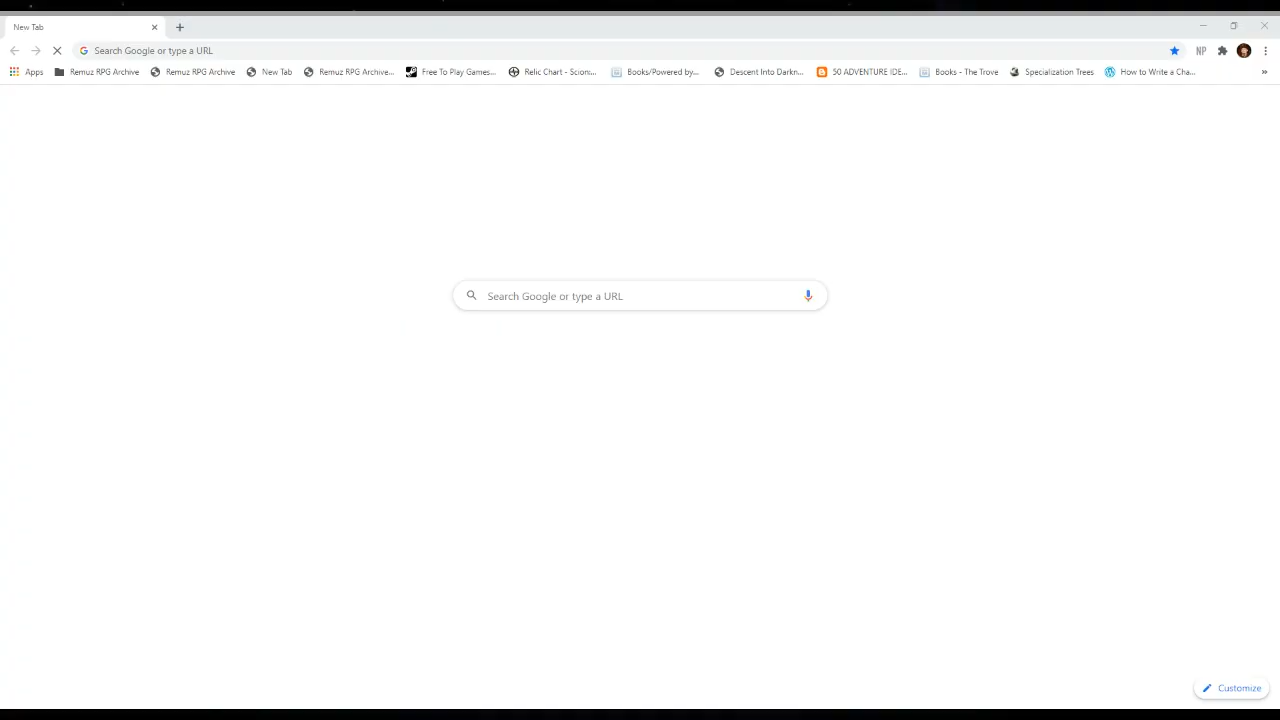 New Tab
Search Google or type a URL
NP
Apps Remuz RPG Archive Remuz RPG Archive New Tab Remuz RPG Archive... Free To Play Games... Relic Chart - Scion:... Books/Powered by... Descent Into Darkn... 50 ADVENTURE IDE... Books - The Trove Specialization Trees How to Write a Cha... »
Search Google or type a URL
Customize